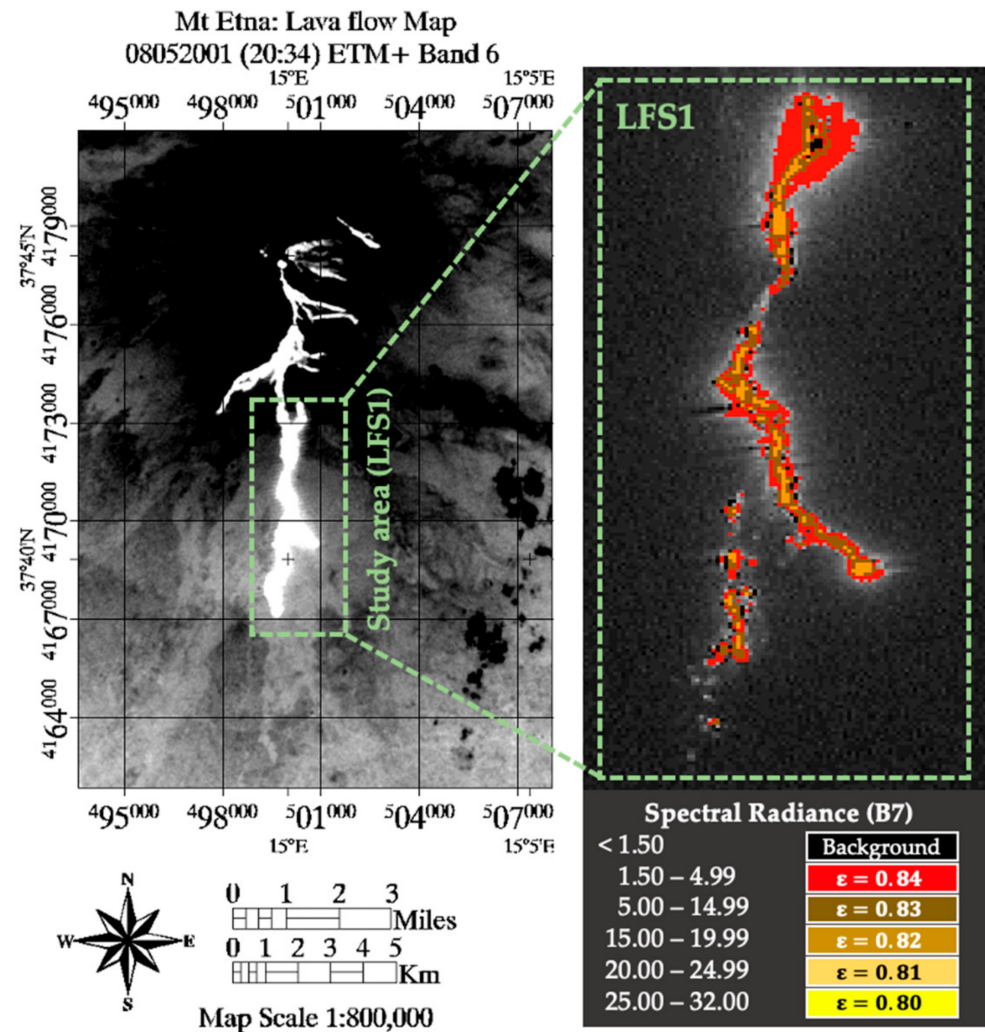 Mt Etna: Lava flow Map
08052001 (20:34) ETM+ Band 6
15°E
15°5'E
495000 498000 501000 504000 507000
37°45'N
37°40'N
4179000
4176000
4173000
4170000
4167000
4164000
Study area (LFS1)
LFS1
495000 498000 501000 504000 507000
15°E
15°5'E
N
W
E
S
0 1 2 3
Miles
0 1 2 3 4 5
Km
Map Scale 1:800,000
Spectral Radiance (B7)
< 1.50 Background
1.50 – 4.99 ε = 0.84
5.00 – 14.99 ε = 0.83
15.00 – 19.99 ε = 0.82
20.00 – 24.99 ε = 0.81
25.00 – 32.00 ε = 0.80